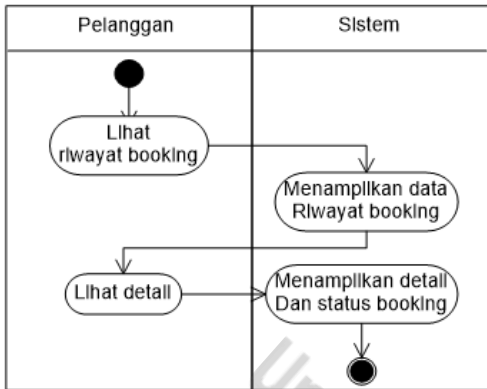 Pelanggan
Sistem
Lihat
riwayat booking
Menampilkan data
Riwayat booking
Lihat detail
Menampilkan detail
Dan status booking